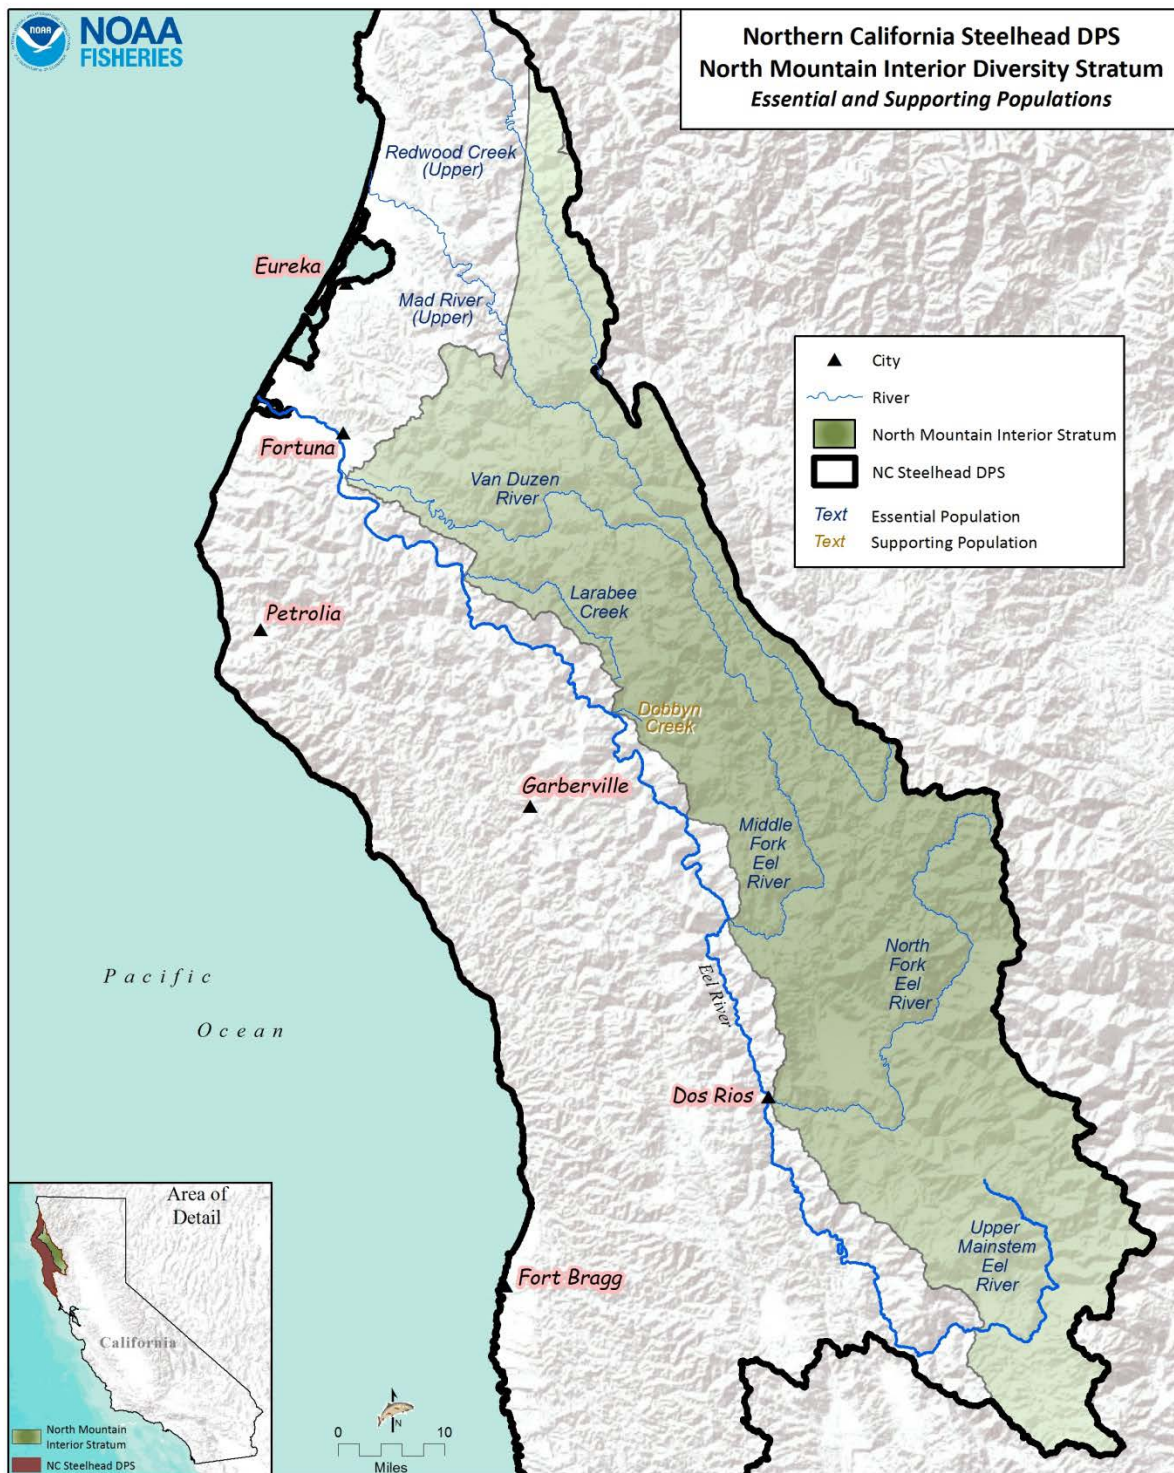 NOAA
NOAA
FISHERIES
Northern California Steelhead DPS
North Mountain Interior Diversity Stratum
Essential and Supporting Populations
Redwood Creek
(Upper)
Eureka
Mad River
(Upper)
City
River
North Mountain Interior Stratum
NC Steelhead DPS
Text Essential Population
Text Supporting Population
Fortuna
Van Duzen
River
Larabee
Creek
Petrolia
Dobbyn
Creek
Garberville
Middle
Fork
Eel
River
North
Fork
Eel
River
Eel River
Pacific
Ocean
Dos Rios
Upper
Mainstem
Eel
River
Fort Bragg
Area of
Detail
California
North Mountain
Interior Stratum
NC Steelhead DPS
N
0 10
Miles